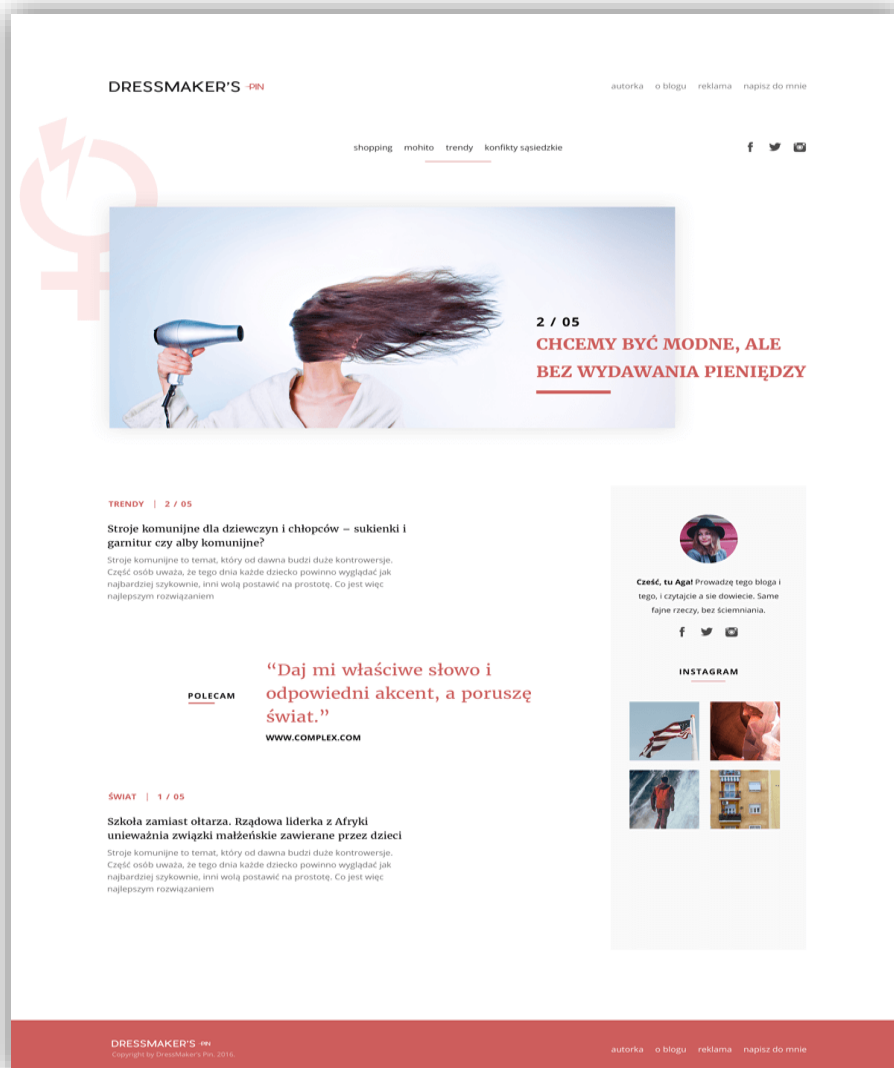 DRESSMAKER'S -PIN
autorka o blogu reklama napisz do mnie
shopping mohito trendy konfikty sąsiedzkie
2 / 05
CHCEMY BYĆ MODNE, ALE
BEZ WYDAWANIA PIENIĘDZY
TRENDY | 2 / 05
Stroje komunijne dla dziewczyn i chłopców – sukienki i
garnitur czy alby komunijne?
Stroje komunijne to temat, który od dawna budzi duże kontrowersje.
Część osób uważa, że tego dnia każde dziecko powinno wyglądać jak
najbardziej szykownie, inni wolą postawić na prostotę. Co jest więc
najlepszym rozwiązaniem
POLECAM
“Daj mi właściwe słowo i
odpowiedni akcent, a poruszę
świat.”
WWW.COMPLEX.COM
ŚWIAT | 1 / 05
Szkoła zamiast ołtarza. Rządowa liderka z Afryki
unieważnia związki małżeńskie zawierane przez dzieci
Stroje komunijne to temat, który od dawna budzi duże kontrowersje.
Część osób uważa, że tego dnia każde dziecko powinno wyglądać jak
najbardziej szykownie, inni wolą postawić na prostotę. Co jest więc
najlepszym rozwiązaniem
Cześć, tu Aga! Prowadzę tego bloga i
tego, i czytajcie a sie dowiecie. Same
fajne rzeczy, bez ściemniania.
INSTAGRAM
DRESSMAKER'S -PIN
Copyright by DressMaker's Pin, 2016.
autorka o blogu reklama napisz do mnie